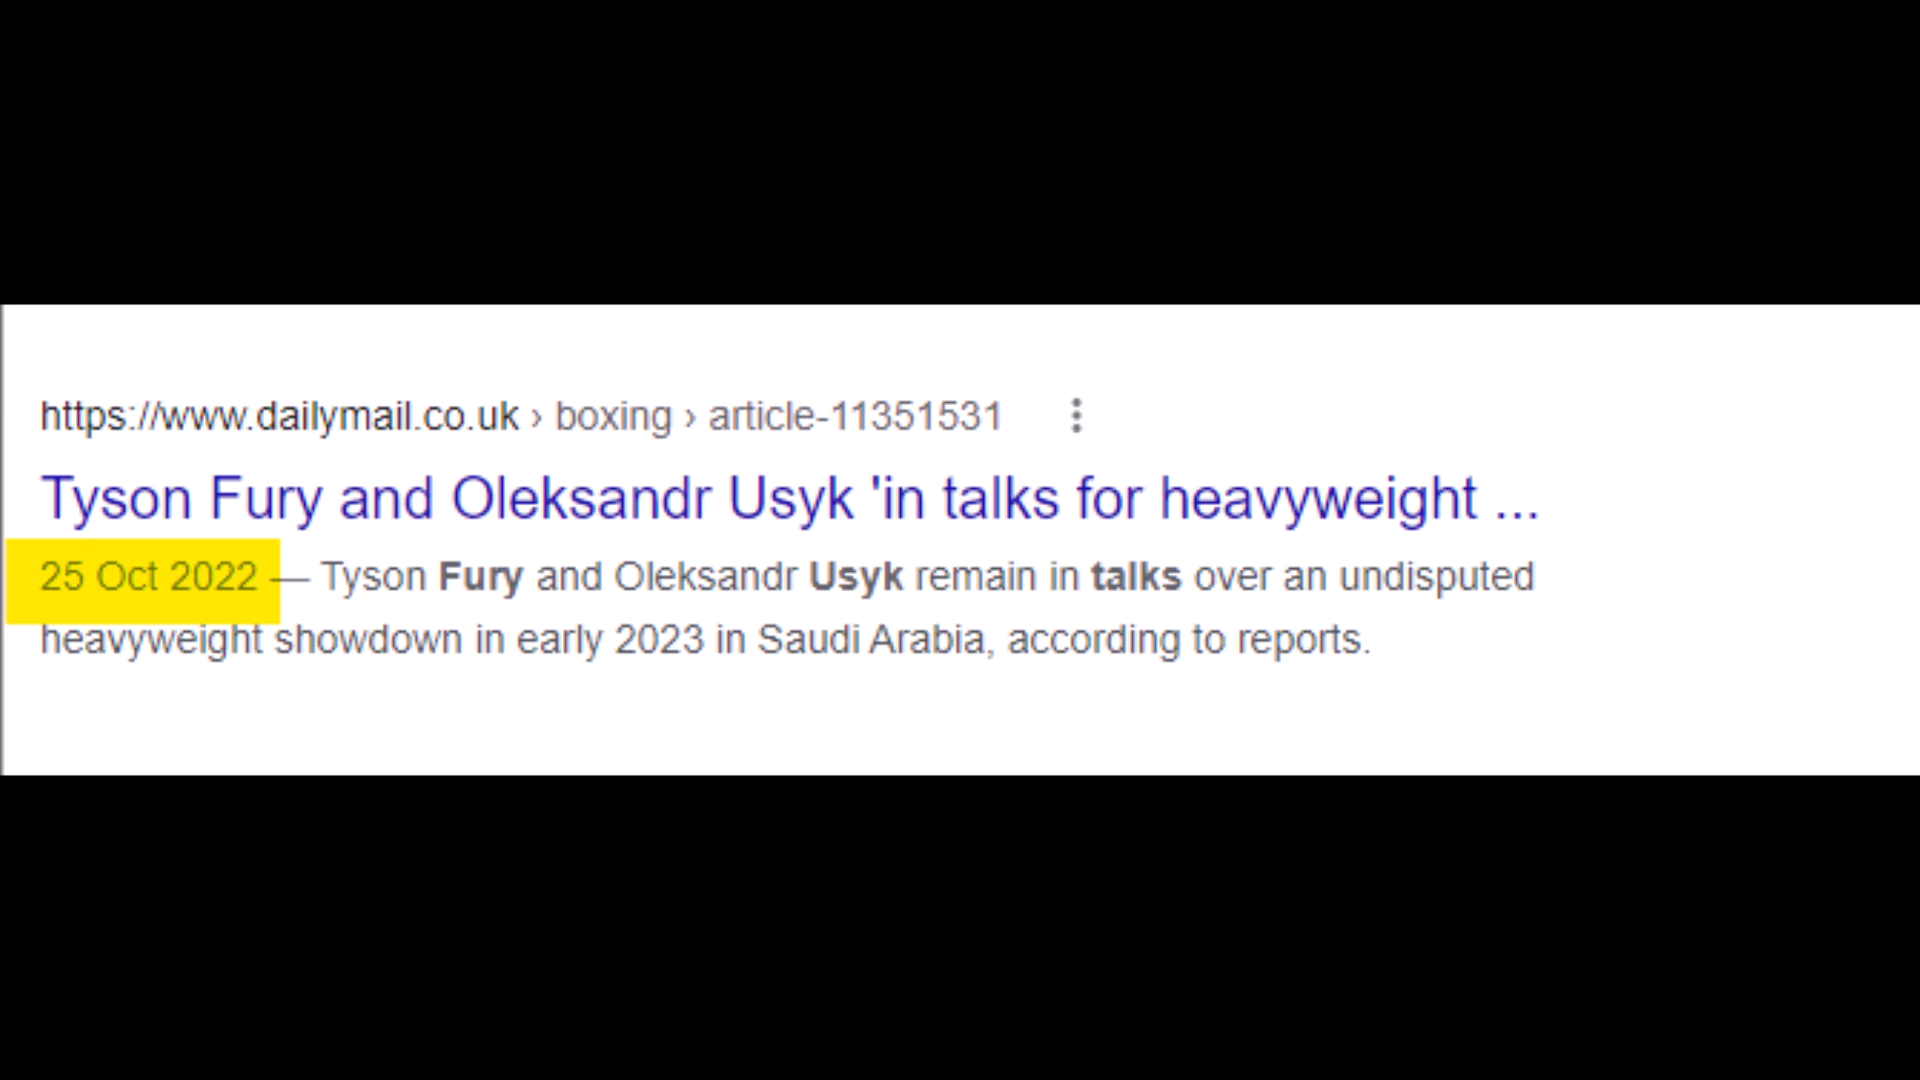 https://www.dailymail.co.uk › boxing › article-11351531
Tyson Fury and Oleksandr Usyk 'in talks for heavyweight ...
25 Oct 2022 — Tyson Fury and Oleksandr Usyk remain in talks over an undisputed
heavyweight showdown in early 2023 in Saudi Arabia, according to reports.